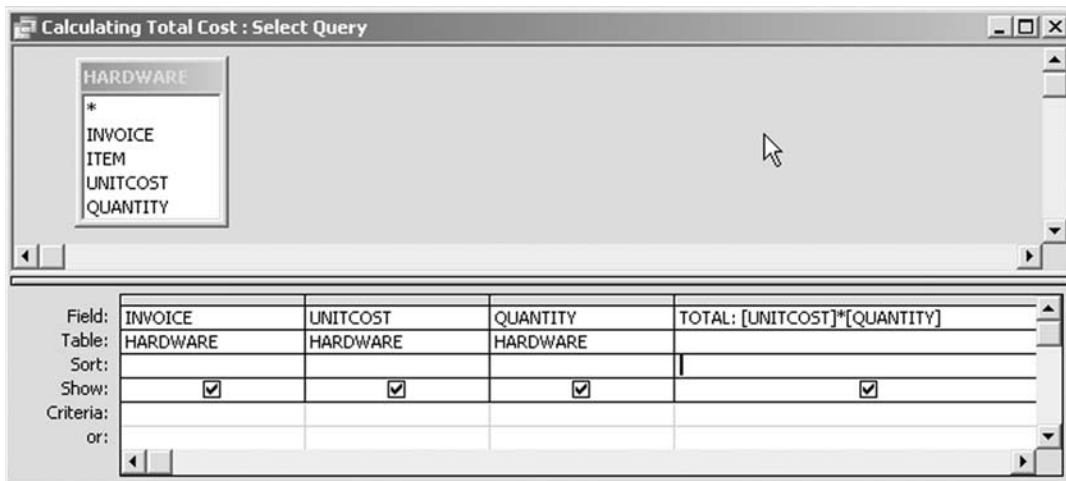 Calculating Total Cost : Select Query
HARDWARE
*
INVOICE
ITEM
UNITCOST
QUANTITY
Field: INVOICE UNITCOST QUANTITY TOTAL: [UNITCOST]*[QUANTITY]
Table: HARDWARE HARDWARE HARDWARE
Sort:
Show:
Criteria:
or: